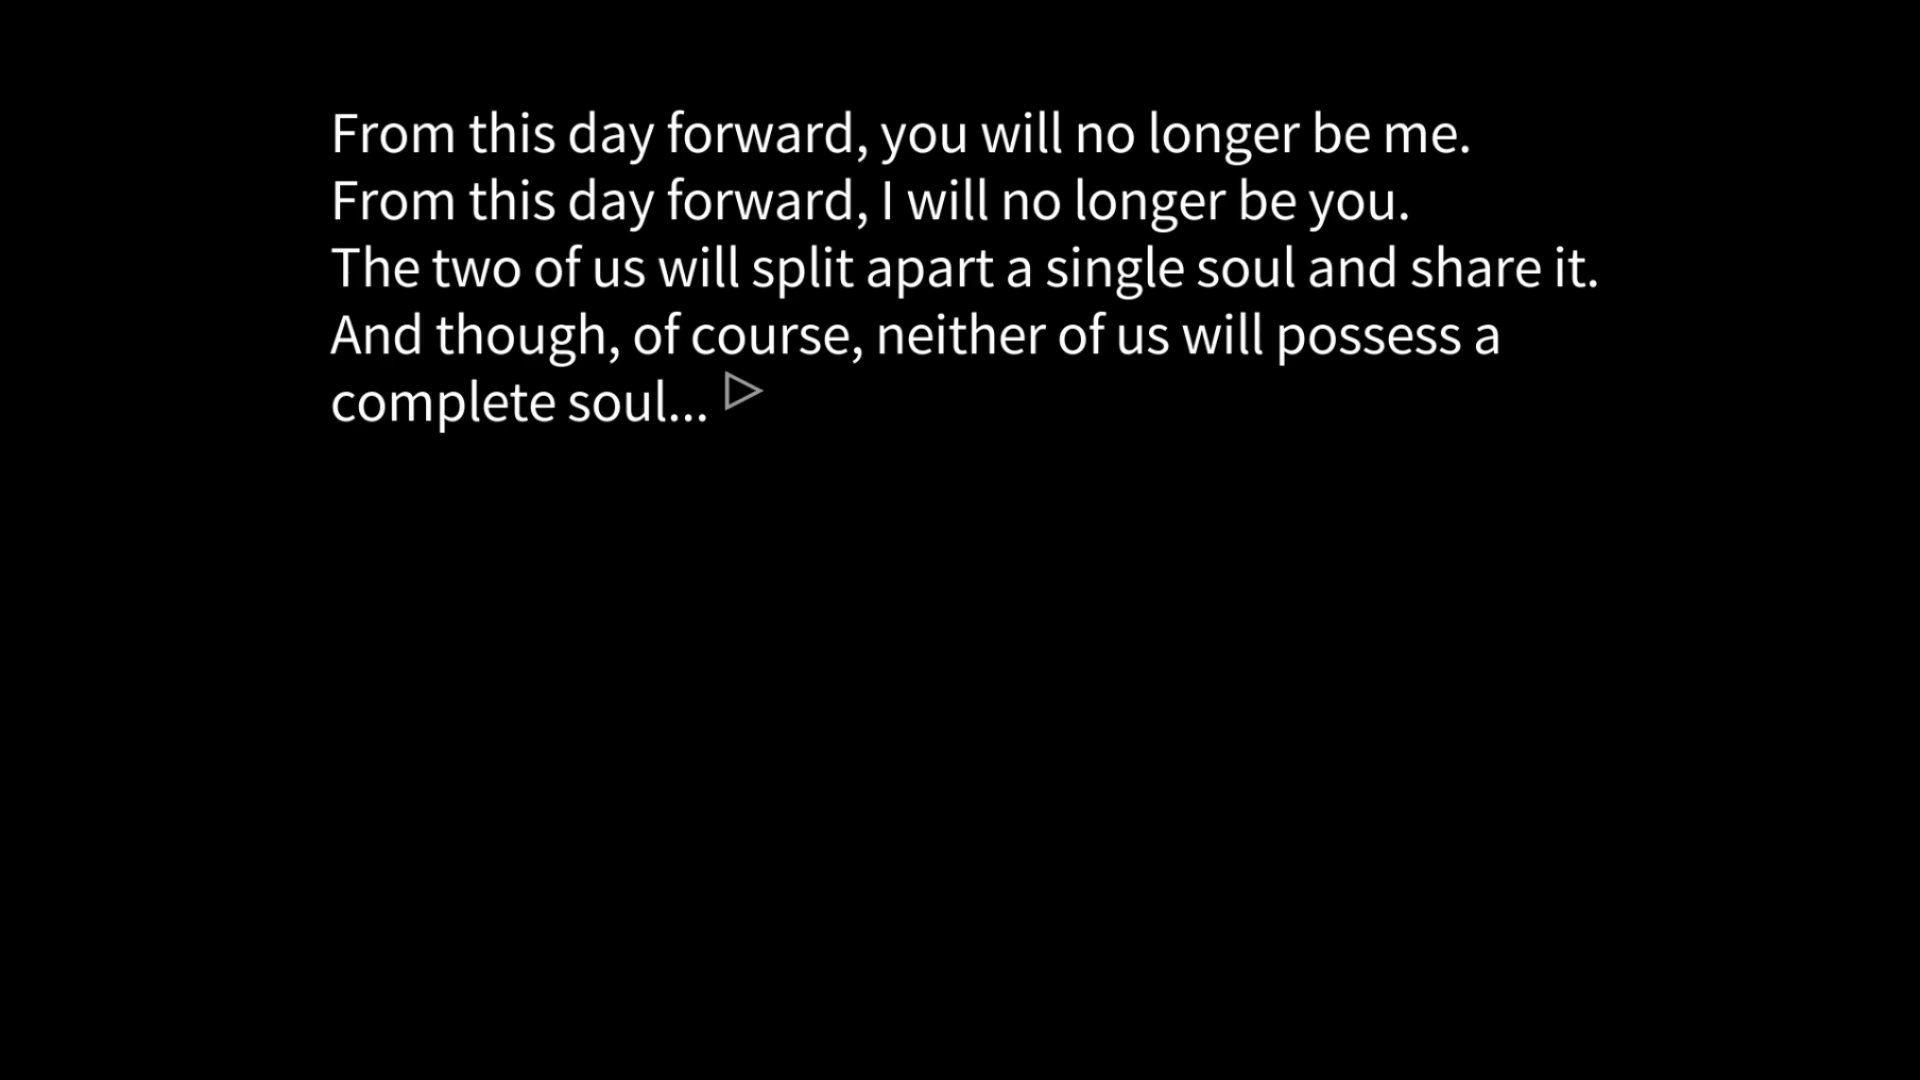 From this day forward, you will no longer be me.
From this day forward, I will no longer be you.
The two of us will split apart a single soul and share it.
And though, of course, neither of us will possess a
complete soul...